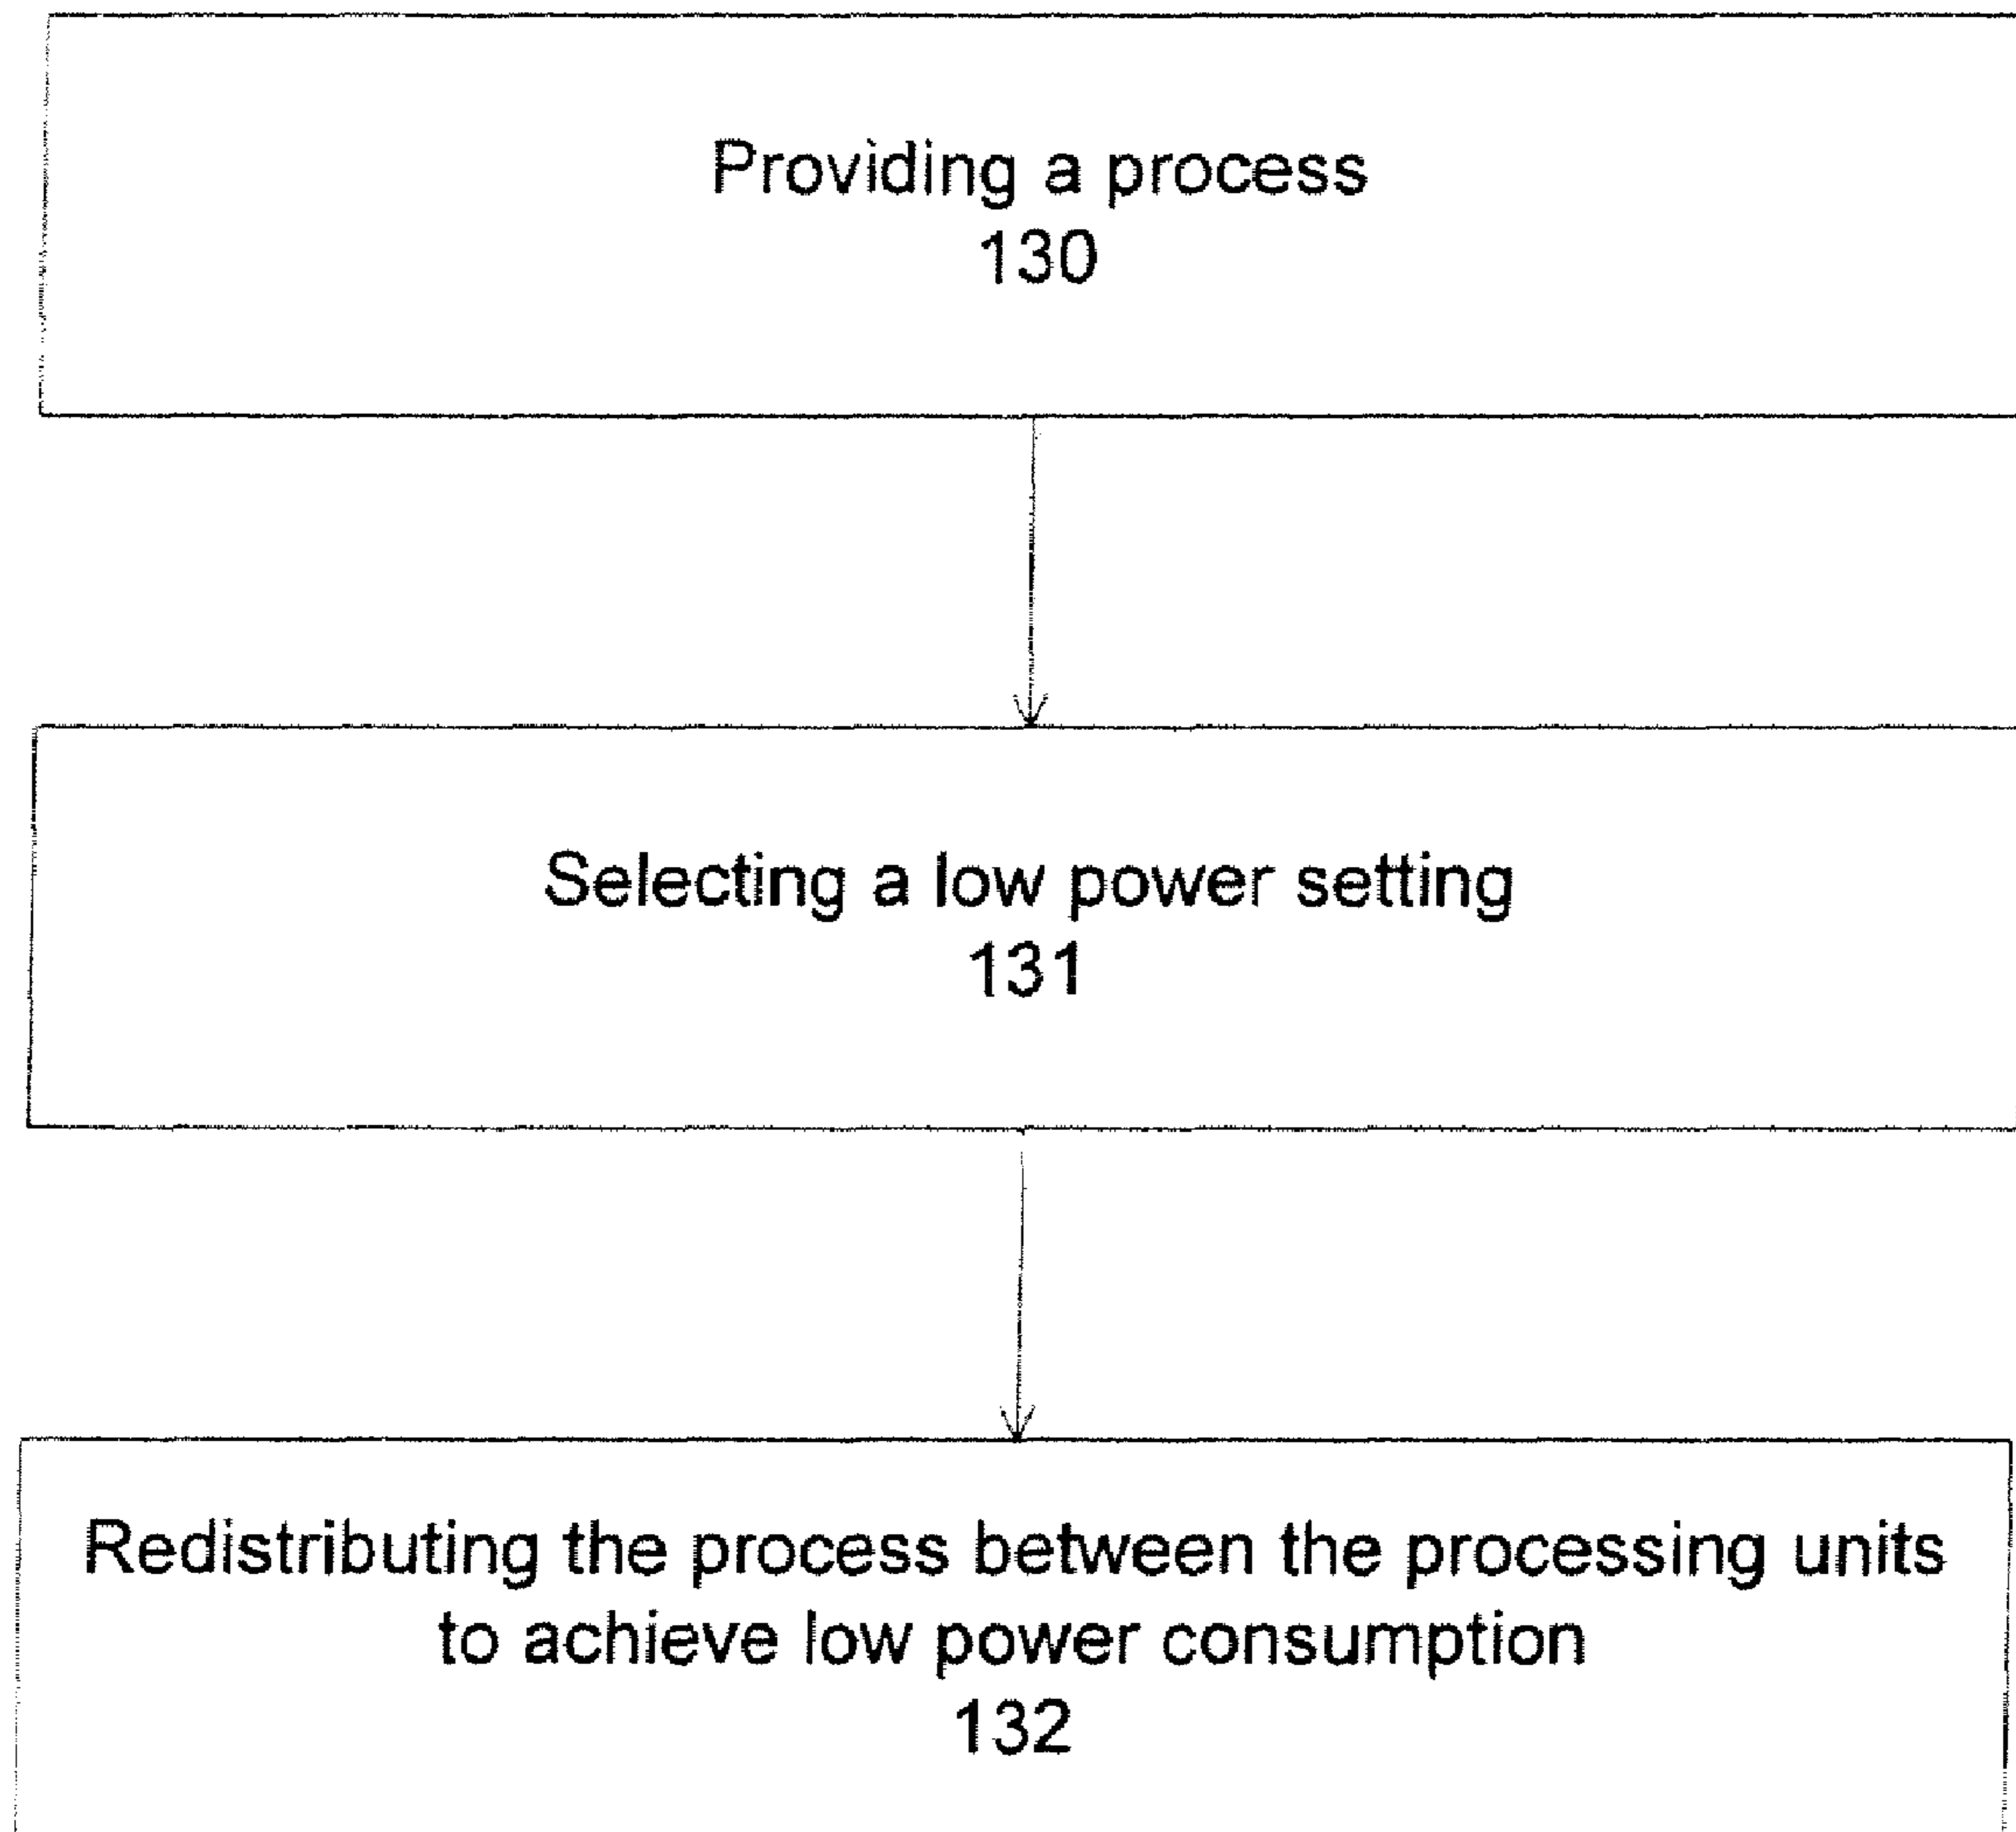 Providing a process
130
Selecting a low power setting
131
Redistributing the process between the processing units
to achieve low power consumption
132